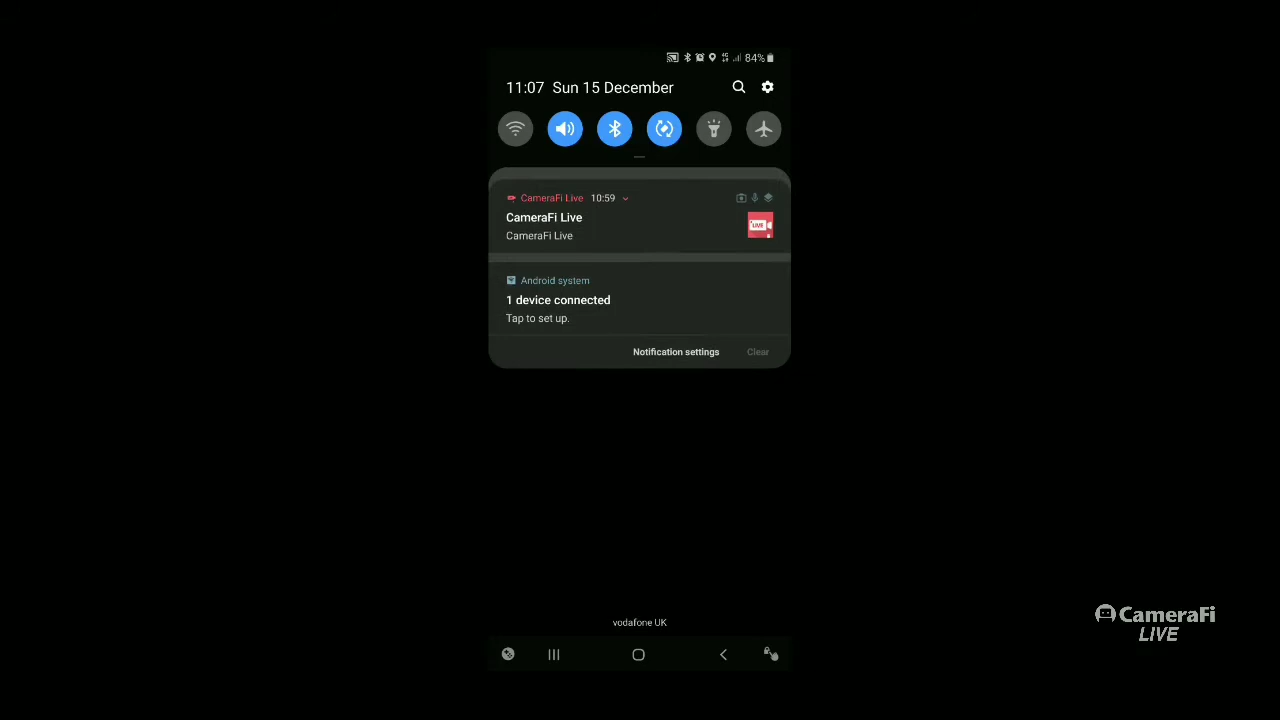 84%
11:07 Sun 15 December
CameraFi Live 10:59
CameraFi Live
CameraFi Live
LIVE
Android system
1 device connected
Tap to set up.
Notification settings Clear
vodafone UK
CameraFi
LIVE